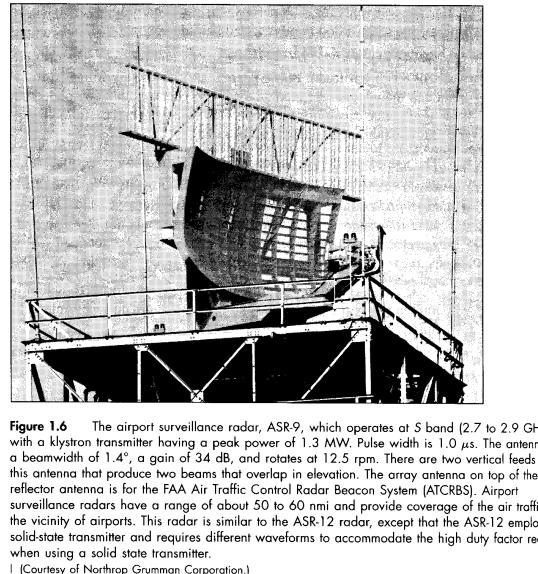 Figure 1.6 The airport surveillance radar, ASR-9, which operates at S band (2.7 to 2.9 GH
with a klystron transmitter having a peak power of 1.3 MW. Pulse width is 1.0 μs. The antenn
a beamwidth of 1.4°, a gain of 34 dB, and rotates at 12.5 rpm. There are two vertical feeds
this antenna that produce two beams that overlap in elevation. The array antenna on top of the
reflector antenna is for the FAA Air Traffic Control Radar Beacon System (ATCRBS). Airport
surveillance radars have a range of about 50 to 60 nmi and provide coverage of the air traffi
the vicinity of airports. This radar is similar to the ASR-12 radar, except that the ASR-12 emplo
solid-state transmitter and requires different waveforms to accommodate the high duty factor re
when using a solid state transmitter.
| (Courtesy of Northrop Grumman Corporation.)